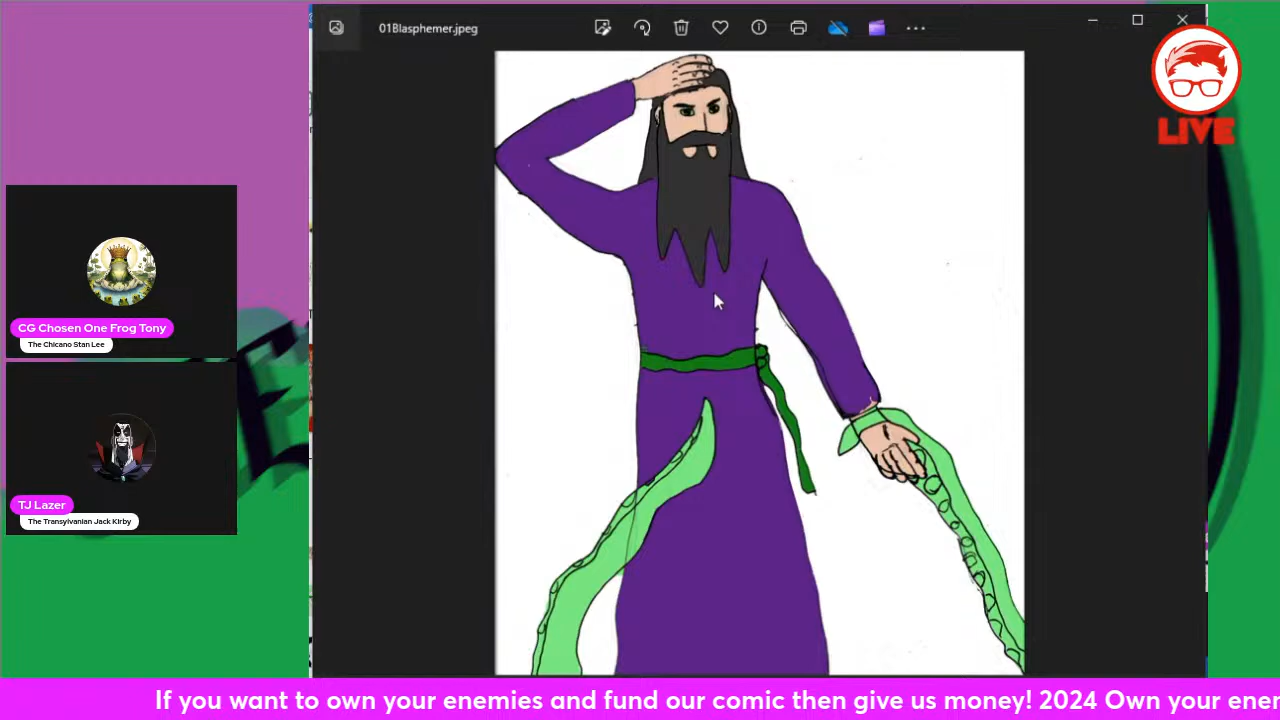 01Blasphemer.jpeg
LIVE
CG Chosen One Frog Tony
The Chicano Stan Lee
TJ Lazer
The Transylvanian Jack Kirby
If you want to own your enemies and fund our comic then give us money! 2024 Own your ener